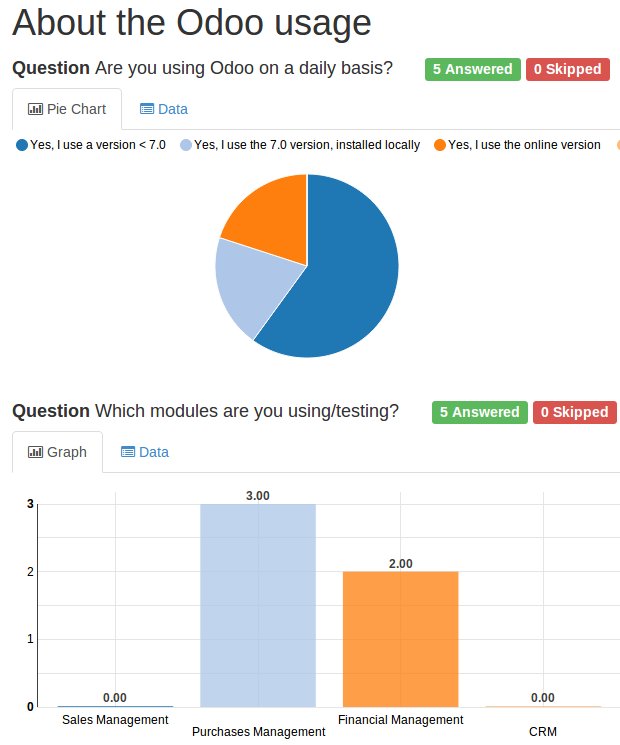 About the Odoo usage
Question Are you using Odoo on a daily basis? 5 Answered 0 Skipped
Pie Chart Data
Yes, I use a version < 7.0 Yes, I use the 7.0 version, installed locally Yes, I use the online version
Question Which modules are you using/testing? 5 Answered 0 Skipped
Graph Data
3.00
3
2.00
2
1
0.00 0.00
0
Sales Management Financial Management
Purchases Management CRM